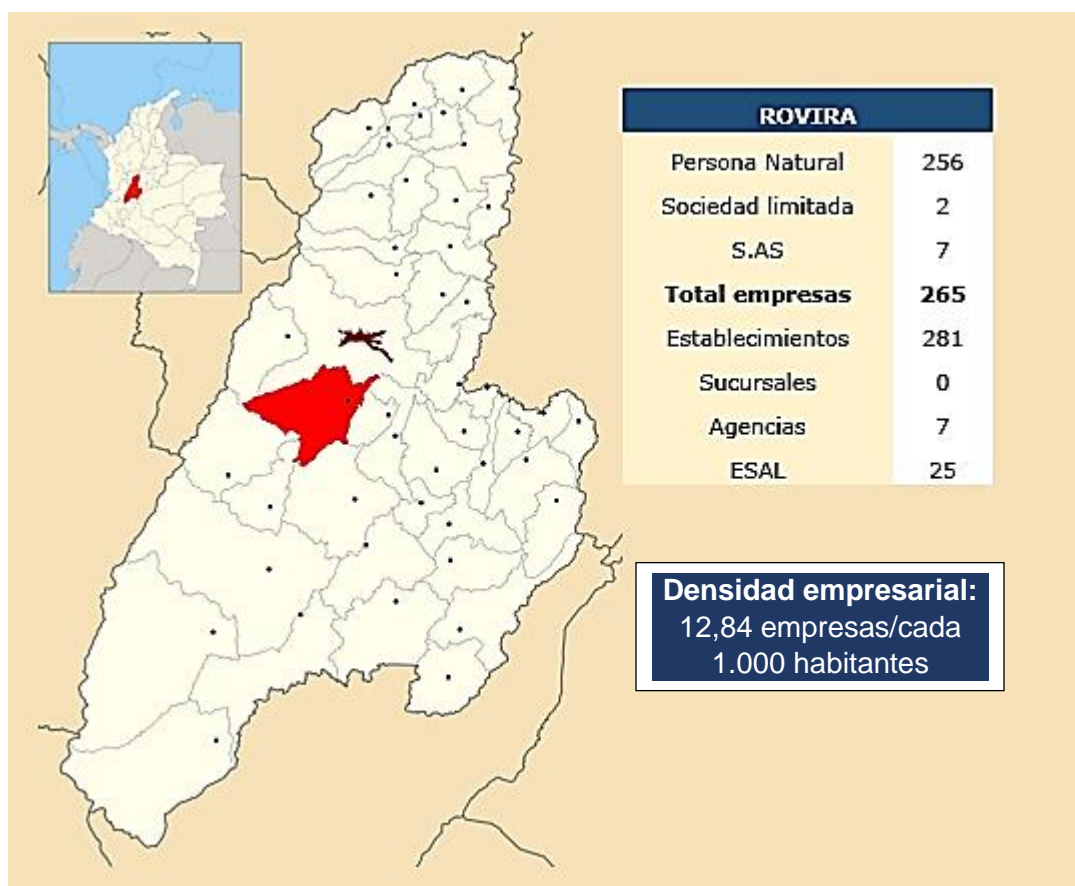 ROVIRA
Persona Natural 256
Sociedad limitada 2
S.AS 7
Total empresas 265
Establecimientos 281
Sucursales 0
Agencias 7
ESAL 25
Densidad empresarial:
12,84 empresas/cada
1.000 habitantes